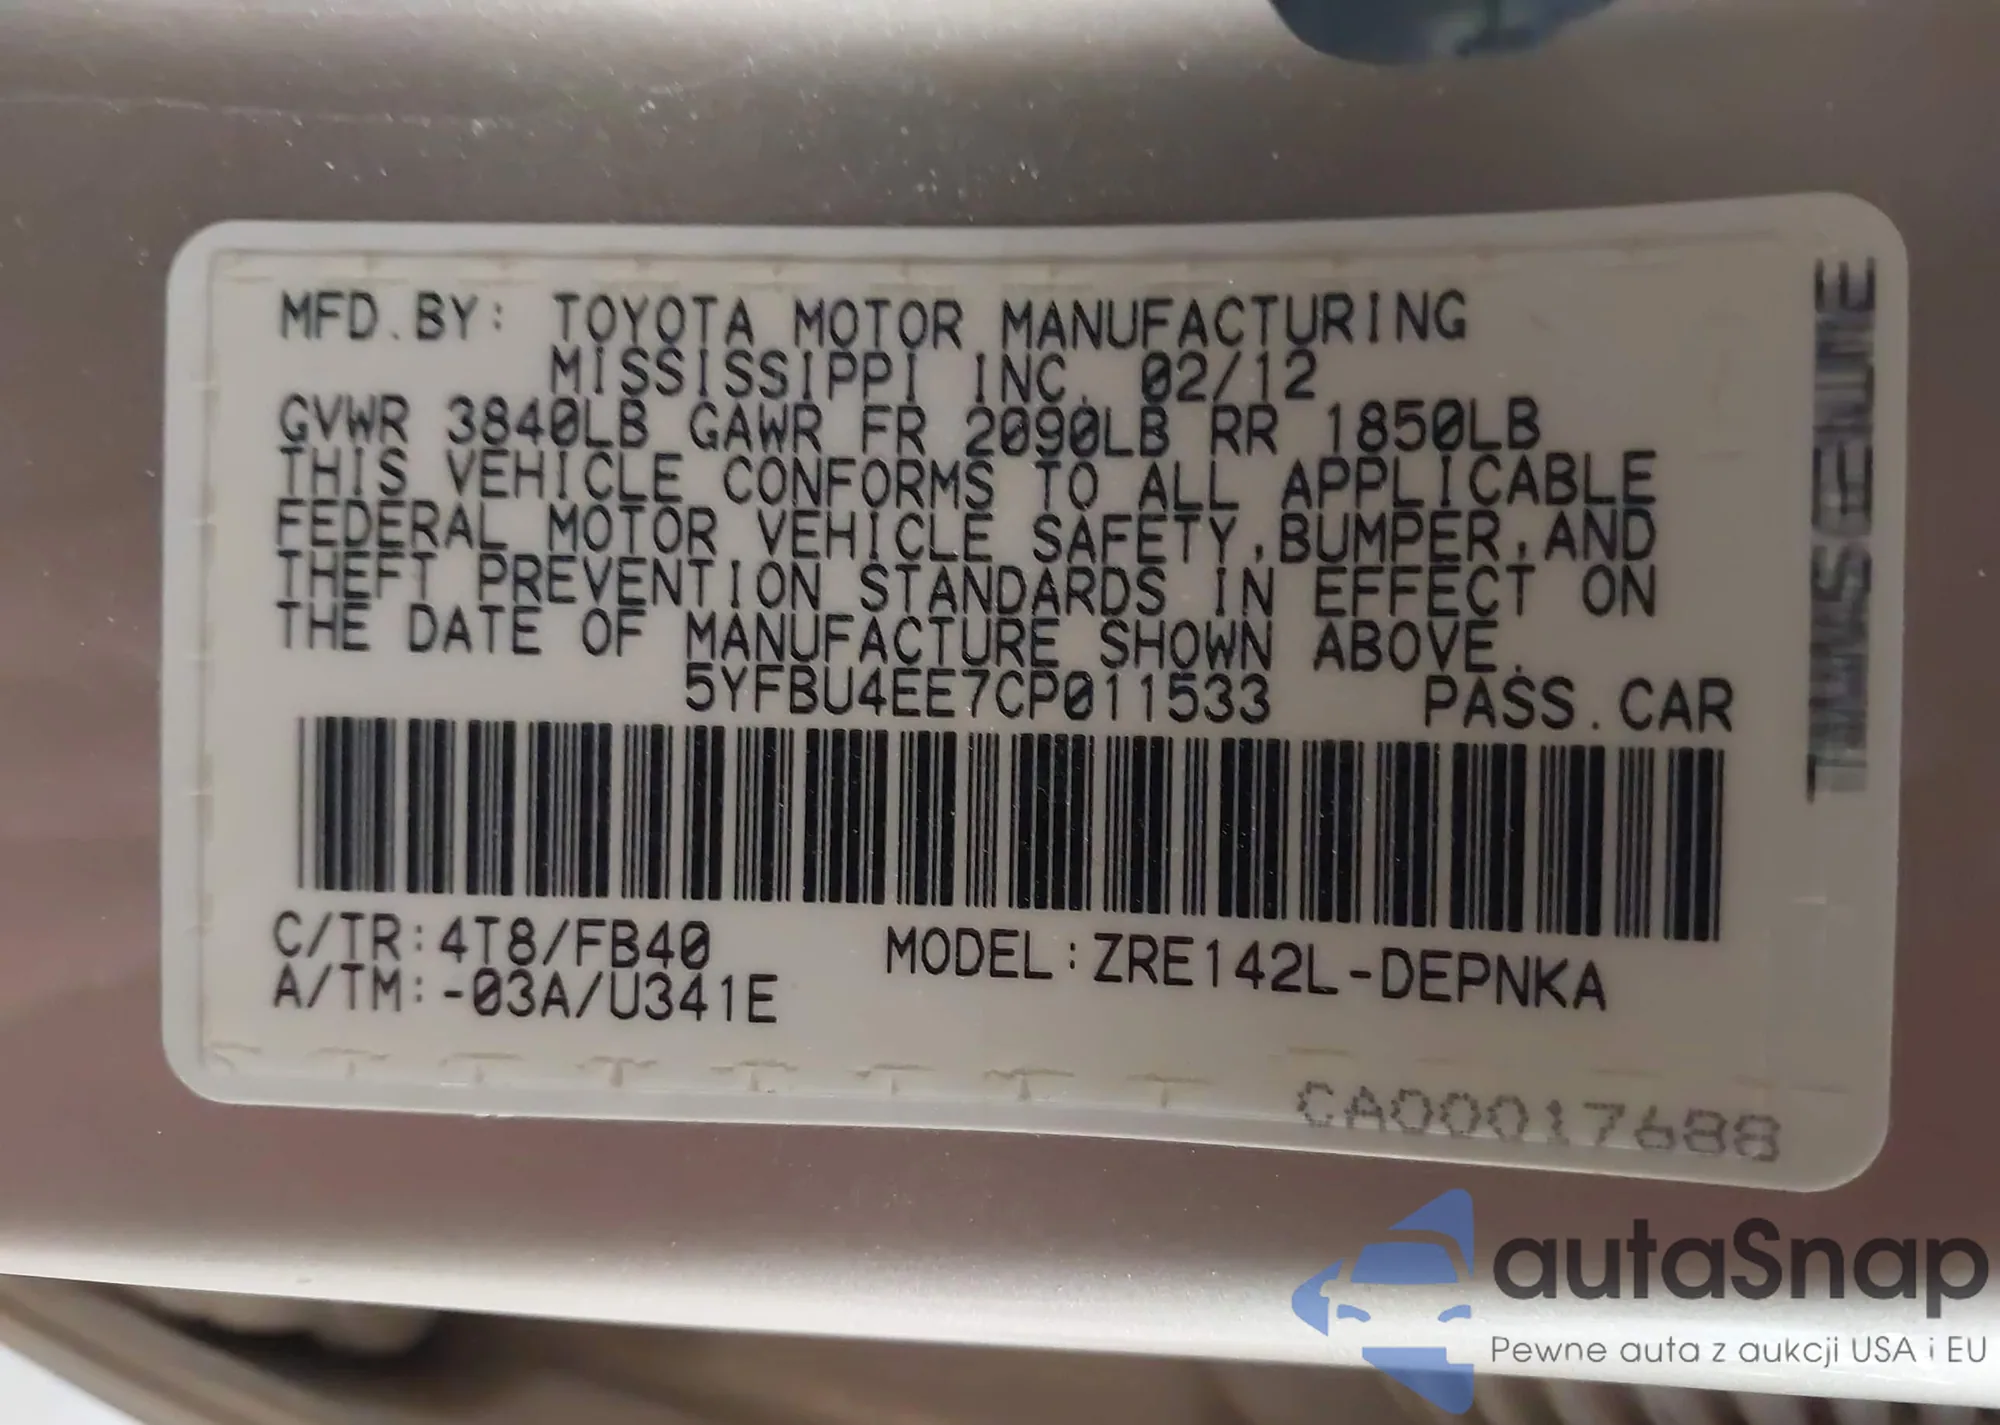 MFD.BY: TOYOTA MOTOR MANUFACTURING
MISSISSIPPI INC. 02/12
GVWR 3840LB GAWR FR 2090LB RR 1850LB
THIS VEHICLE CONFORMS TO ALL APPLICABLE
FEDERAL MOTOR VEHICLE SAFETY,BUMPER,AND
THEFT PREVENTION STANDARDS IN EFFECT ON
THE DATE OF MANUFACTURE SHOWN ABOVE.
5YFBU4EE7CP011533 PASS.CAR
C/TR:4T8/FB40 MODEL:ZRE142L-DEPNKA
A/TM:-03A/U341E
CA00017688
autaSnap
Pewne auta z aukcji USA i EU